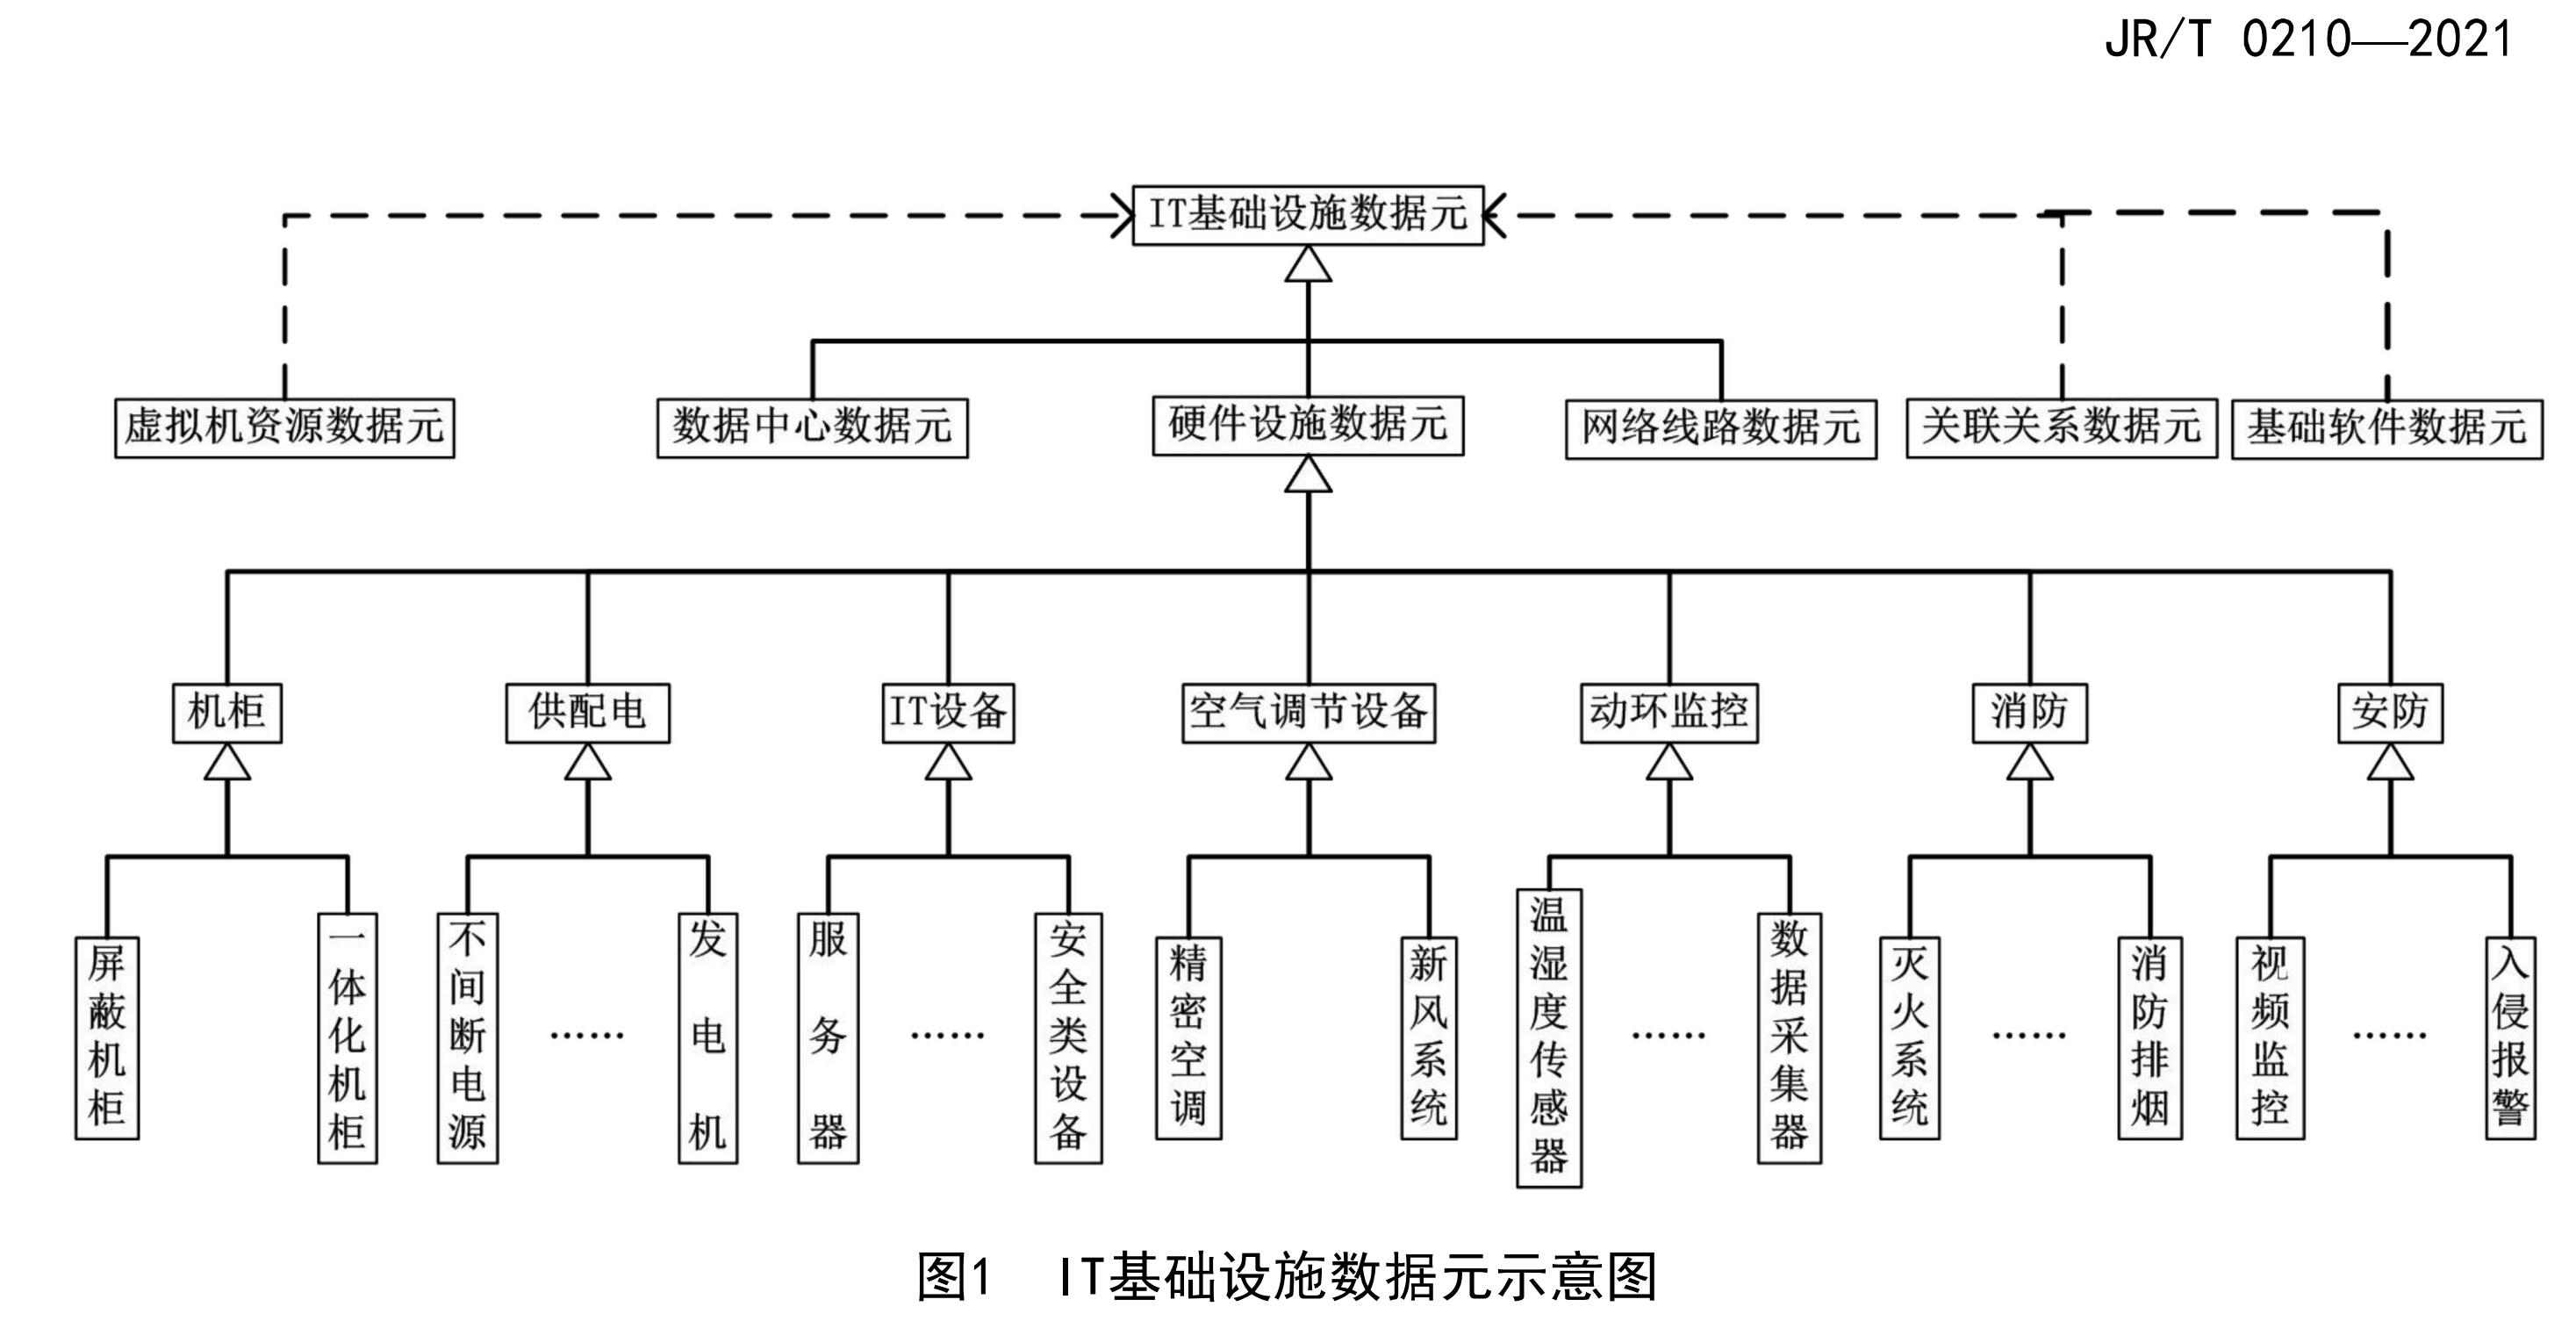 JR/T 0210—2021
IT基础设施数据元
虚拟机资源数据元
数据中心数据元
硬件设施数据元
网络线路数据元
关联关系数据元
基础软件数据元
机柜
供配电
IT设备
空气调节设备
动环监控
消防
安防
屏蔽机柜
一体化机柜
不间断电源
……
发电机
服务器
……
安全类设备
精密空调
新风系统
温湿度传感器
……
数据采集器
灭火系统
……
消防排烟
视频监控
……
入侵报警
图1 IT基础设施数据元示意图